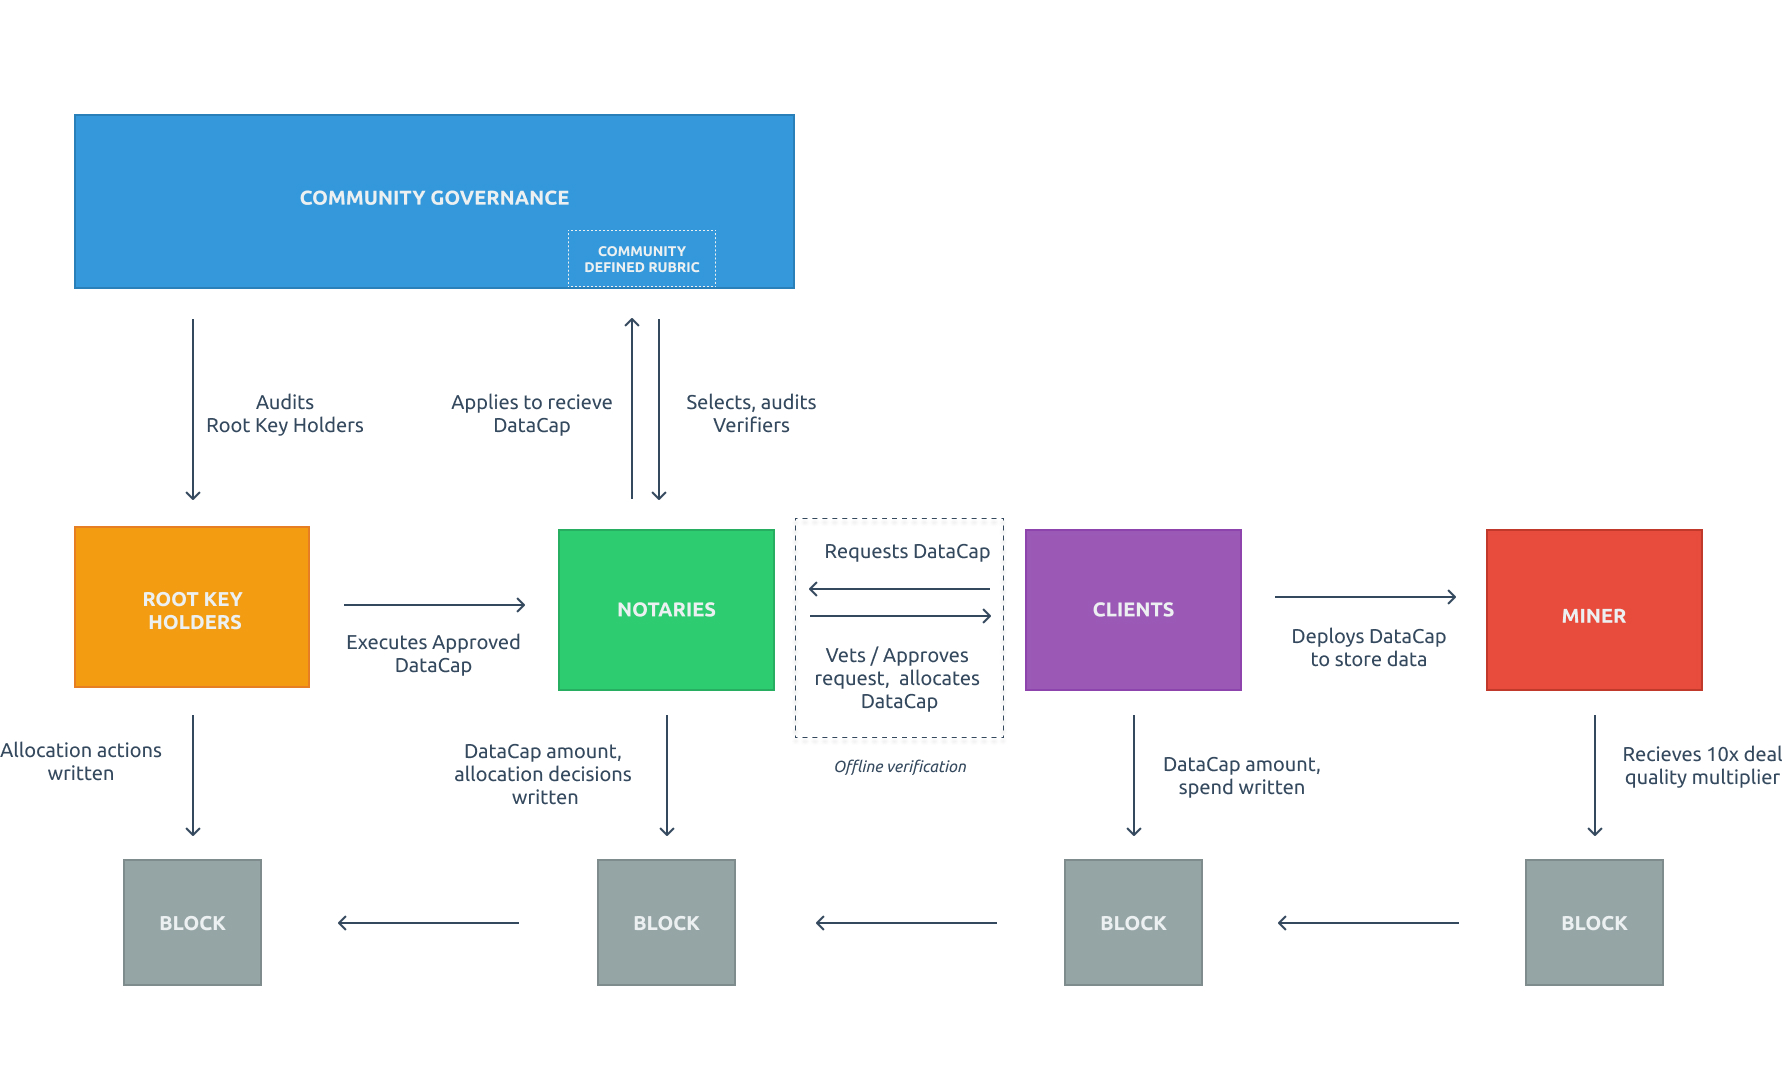 COMMUNITY GOVERNANCE
COMMUNITY
DEFINED RUBRIC
Audits
Root Key Holders
Applies to recieve
DataCap
Selects, audits
Verifiers
ROOT KEY
HOLDERS
Executes Approved
DataCap
NOTARIES
Requests DataCap
Vets / Approves
request, allocates
DataCap
Offline verification
CLIENTS
Deploys DataCap
to store data
MINER
Allocation actions
written
DataCap amount,
allocation decisions
written
DataCap amount,
spend written
Recieves 10x deal
quality multiplier
BLOCK
BLOCK
BLOCK
BLOCK